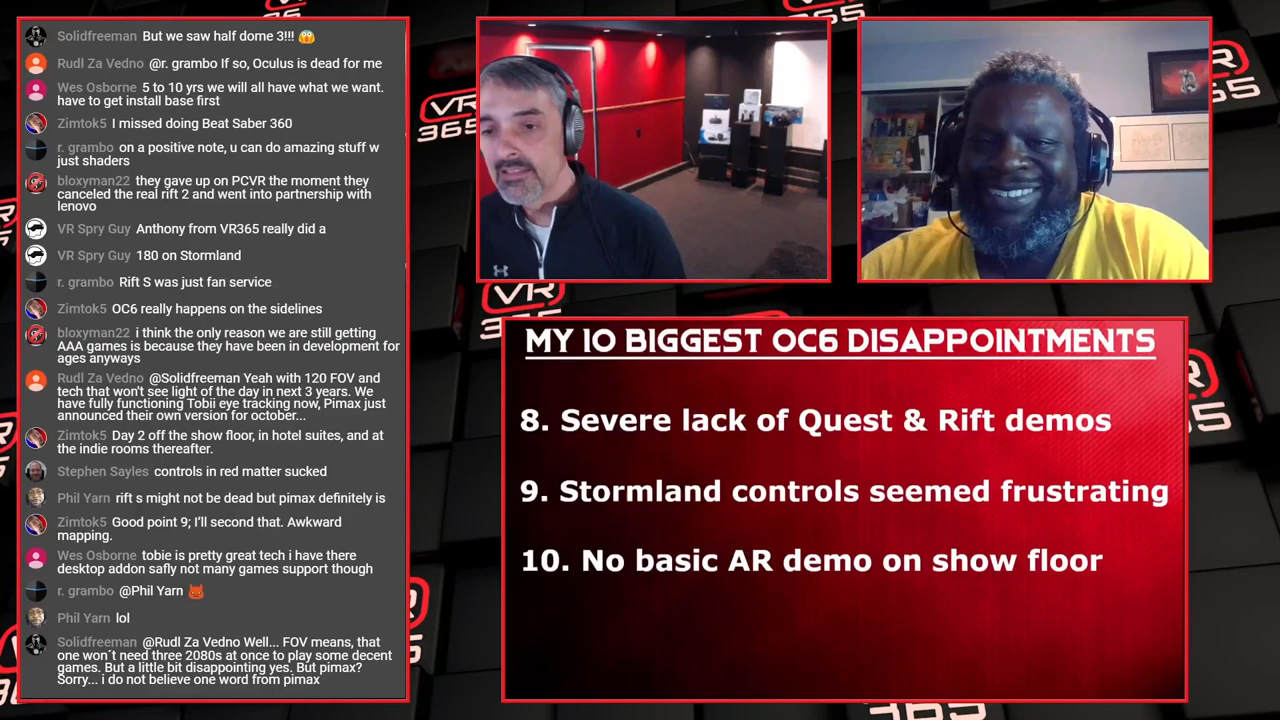 Solidfreeman But we saw half dome 3!!! 😱
Rudl Za Vedno @r. grambo If so, Oculus is dead for me
Wes Osborne 5 to 10 yrs we will all have what we want.
have to get install base first
Zimtok5 I missed doing Beat Saber 360
r. grambo on a positive note, u can do amazing stuff w
just shaders
bloxyman22 they gave up on PCVR the moment they
canceled the real rift 2 and went into partnership with
lenovo
VR Spry Guy Anthony from VR365 really did a
VR Spry Guy 180 on Stormland
r. grambo Rift S was just fan service
Zimtok5 OC6 really happens on the sidelines
bloxyman22 i think the only reason we are still getting
AAA games is because they have been in development for
ages anyways
Rudl Za Vedno @Solidfreeman Yeah with 120 FOV and
tech that won't see light of the day in next 3 years. We
have fully functioning Tobii eye tracking now, Pimax just
announced their own version for october...
Zimtok5 Day 2 off the show floor, in hotel suites, and at
the indie rooms thereafter.
Stephen Sayles controls in red matter sucked
Phil Yarn rift s might not be dead but pimax definitely is
Zimtok5 Good point 9; I'll second that. Awkward
mapping.
Wes Osborne tobie is pretty great tech i have there
desktop addon safly not many games support though
r. grambo @Phil Yarn 👹
Phil Yarn lol
Solidfreeman @Rudl Za Vedno Well... FOV means, that
one won´t need three 2080s at once to play some decent
games. But a little bit disappointing yes. But pimax?
Sorry... i do not believe one word from pimax
MY 10 BIGGEST OC6 DISAPPOINTMENTS
8. Severe lack of Quest & Rift demos
9. Stormland controls seemed frustrating
10. No basic AR demo on show floor
VR
365
VR
365